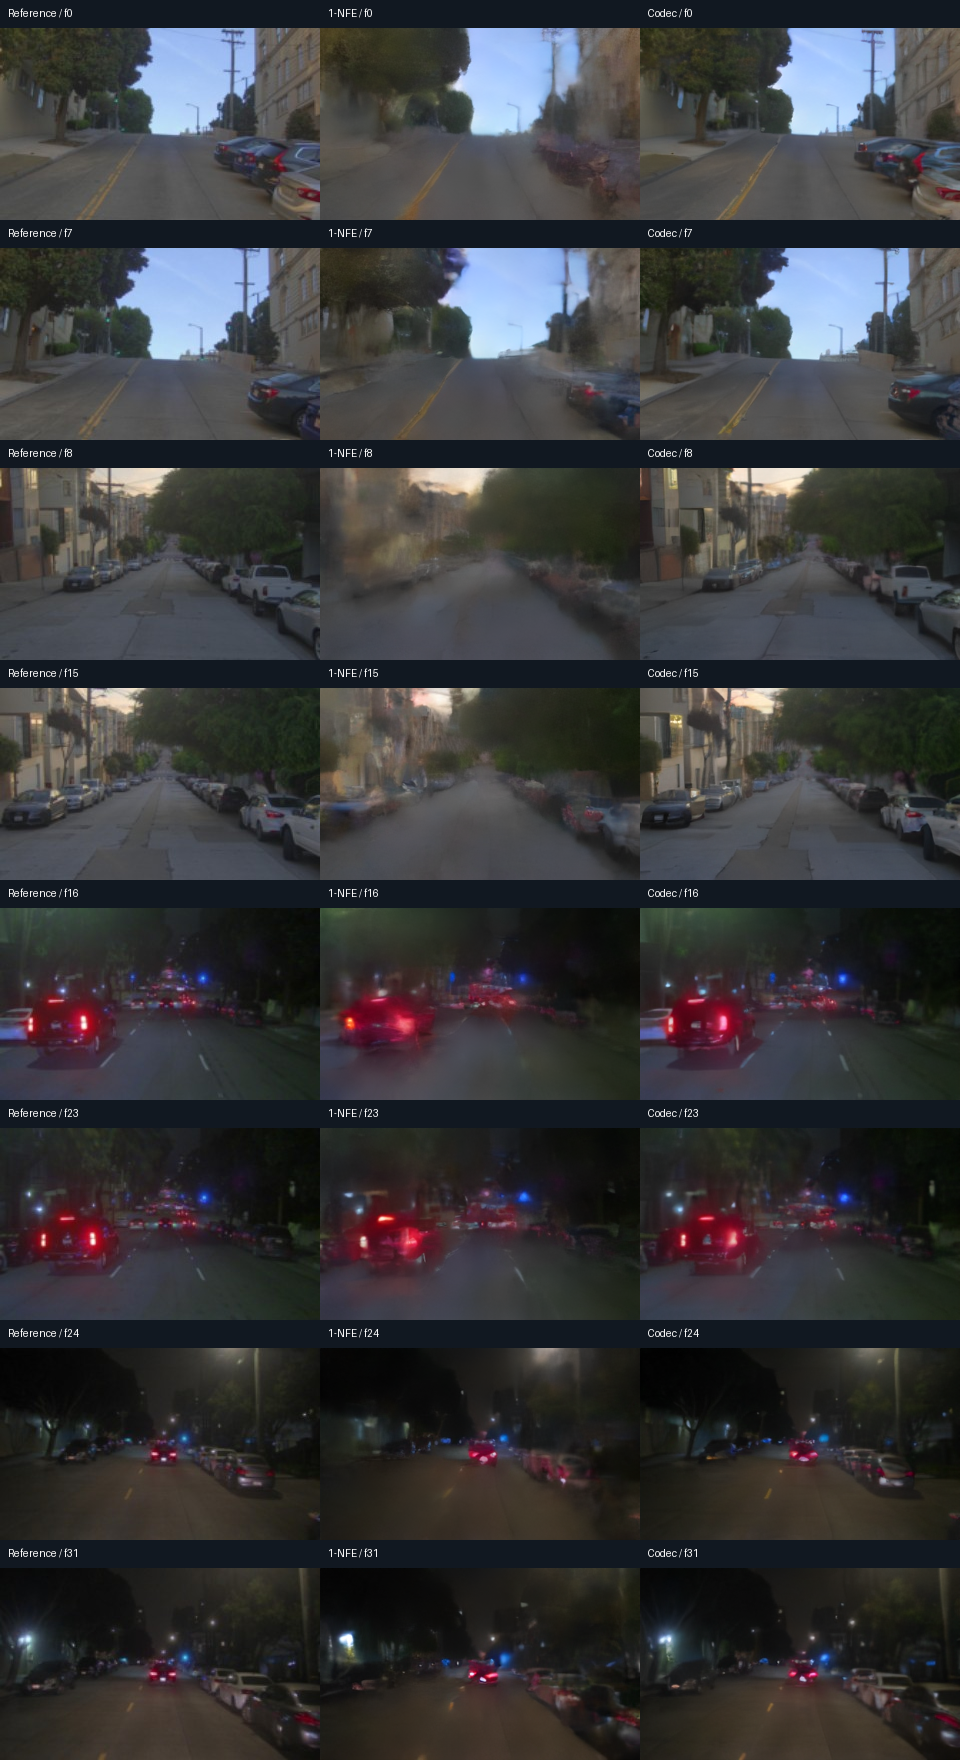 Reference / f0 1-NFE / f0 Codec / f0
Reference / f7 1-NFE / f7 Codec / f7
Reference / f8 1-NFE / f8 Codec / f8
Reference / f15 1-NFE / f15 Codec / f15
Reference / f16 1-NFE / f16 Codec / f16
Reference / f23 1-NFE / f23 Codec / f23
Reference / f24 1-NFE / f24 Codec / f24
Reference / f31 1-NFE / f31 Codec / f31